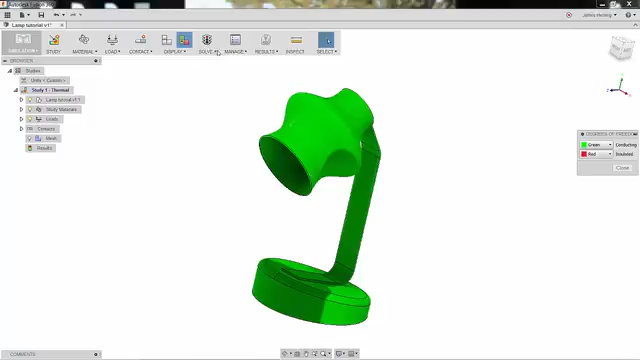 Autodesk Fusion 360
Lamp tutorial v1*
SIMULATION
STUDY
MATERIAL
LOAD
CONTACT
DISPLAY
SOLVE
MANAGE
RESULTS
INSPECT
SELECT
BROWSER
Studies
Units < Custom >
Study 1 - Thermal
Lamp tutorial v1:1
Study Materials
Loads
Contacts
Mesh
Results
DEGREES OF FREEDOM
Green Conducting
Red Insulated
Close
COMMENTS